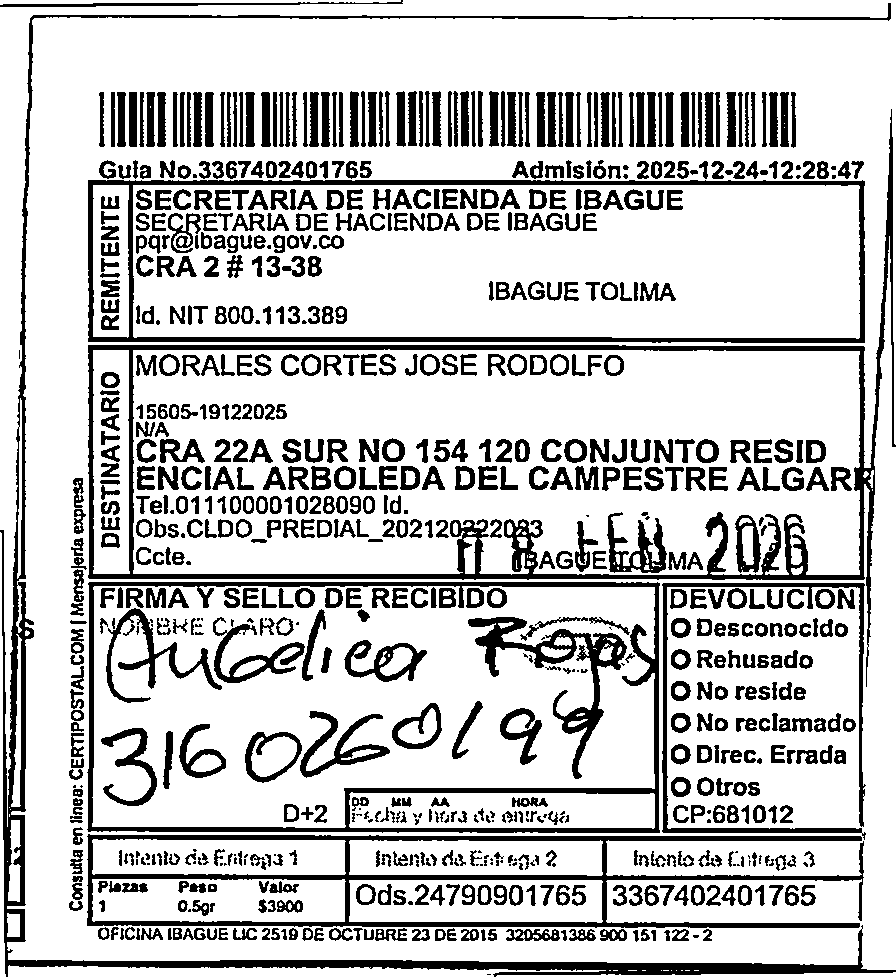 Guia No.3367402401765 Admisión: 2025-12-24-12:28:47
REMITENTE
SECRETARIA DE HACIENDA DE IBAGUE
SECRETARIA DE HACIENDA DE IBAGUE
pqr@ibague.gov.co
CRA 2 # 13-38
IBAGUE TOLIMA
Id. NIT 800.113.389
DESTINATARIO
MORALES CORTES JOSE RODOLFO
15605-19122025
N/A
CRA 22A SUR NO 154 120 CONJUNTO RESID
ENCIAL ARBOLEDA DEL CAMPESTRE ALGARR
Tel.011100001028090 Id.
Obs.CLDO_PREDIAL_202120222023
FEB 2026
Ccte. IBAGUE TOLIMA
FIRMA Y SELLO DE RECIBIDO
NOMBRE CLARO:
Angelica Rojas
3160260199
D+2
DD MM AA HORA
Fecha y hora de entrega
DEVOLUCION
Desconocido
Rehusado
No reside
No reclamado
Direc. Errada
Otros
CP:681012
Intento de Entrega 1 Intento de Entrega 2 Intento de Entrega 3
Piezas Peso Valor
1 0.5gr $3900
Ods.24790901765 3367402401765
OFICINA IBAGUE LIC 2519 DE OCTUBRE 23 DE 2015 3205681386 900 151 122 - 2
Consulta en linea: CERTIPOSTAL.COM | Mensajeria expresa